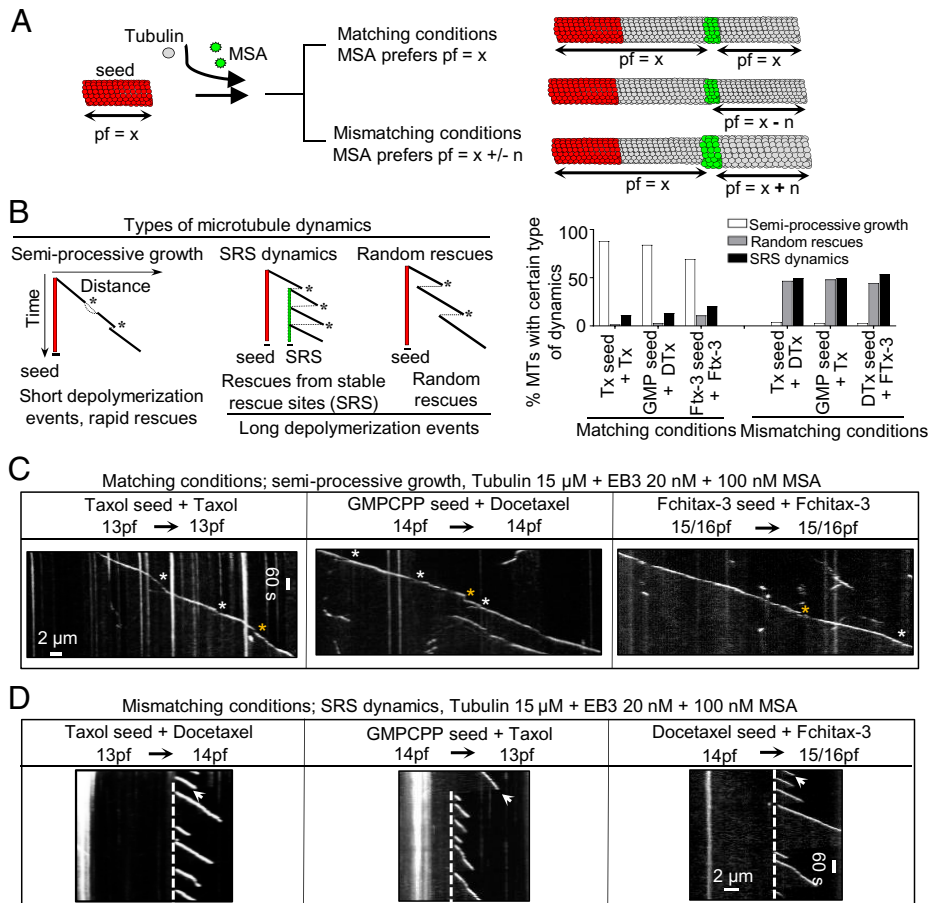 A
Tubulin
MSA
seed
pf = x
Matching conditions
MSA prefers pf = x
Mismatching conditions
MSA prefers pf = x +/- n
pf = x
pf = x
pf = x - n
pf = x
pf = x + n
B
Types of microtubule dynamics
Semi-processive growth
SRS dynamics
Random rescues
Distance
Time
*
*
*
*
*
seed
seed
SRS
seed
Short depolymerization
events, rapid rescues
Rescues from stable
rescue sites (SRS)
Random
rescues
Long depolymerization events
% MTs with certain type
of dynamics
100
50
0
Semi-processive growth
Random rescues
SRS dynamics
Tx seed
+ Tx
GMP seed
+ DTx
Ftx-3 seed
+ Ftx-3
Tx seed
+ DTx
GMP seed
+ Tx
DTx seed
+ FTx-3
Matching conditions
Mismatching conditions
C
Matching conditions; semi-processive growth, Tubulin 15 µM + EB3 20 nM + 100 nM MSA
Taxol seed + Taxol
13pf → 13pf
GMPCPP seed + Docetaxel
14pf → 14pf
Fchitax-3 seed + Fchitax-3
15/16pf → 15/16pf
60 s
2 µm
*
*
*
*
*
*
*
*
*
D
Mismatching conditions; SRS dynamics, Tubulin 15 µM + EB3 20 nM + 100 nM MSA
Taxol seed + Docetaxel
13pf → 14pf
GMPCPP seed + Taxol
14pf → 13pf
Docetaxel seed + Fchitax-3
14pf → 15/16pf
2 µm
60 s